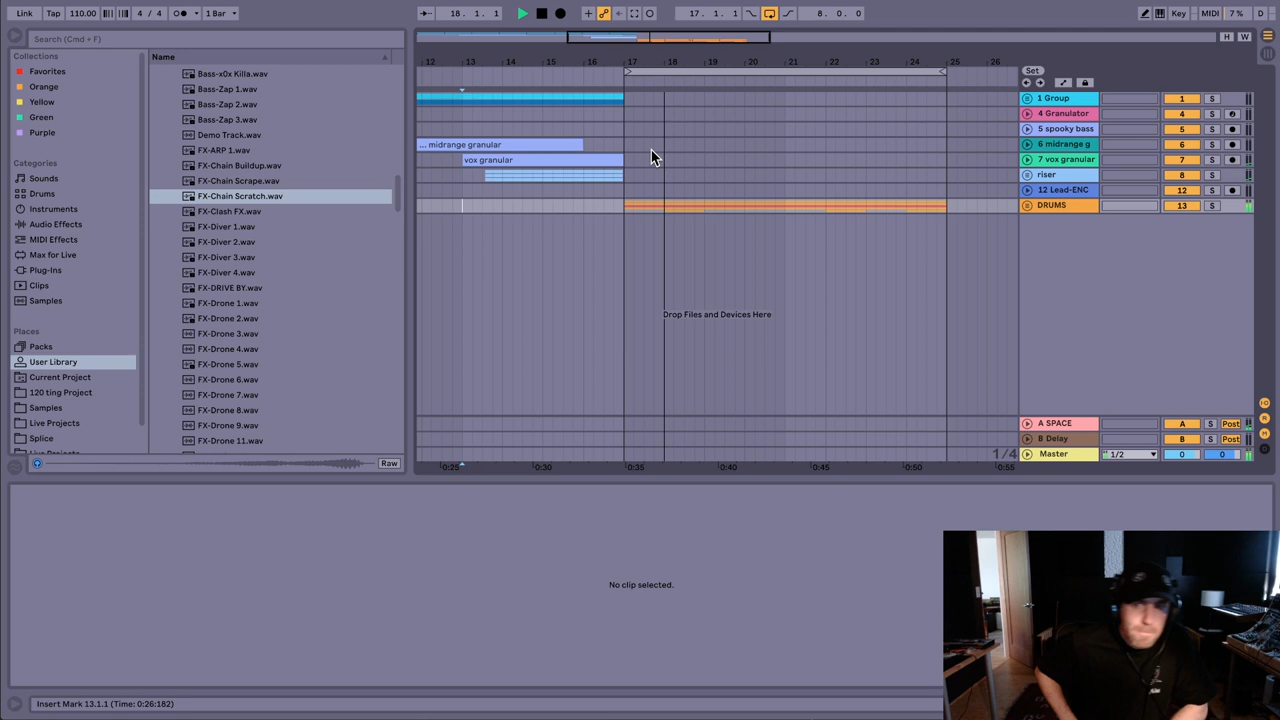 Link Tap 110.00 4 / 4 1 Bar 18. 1. 1 17. 1. 1 8. 0. 0 Key MIDI 7 % D
Search (Cmd + F)
H W
Collections
Favorites
Orange
Yellow
Green
Purple
Categories
Sounds
Drums
Instruments
Audio Effects
MIDI Effects
Max for Live
Plug-Ins
Clips
Samples
Places
Packs
User Library
Current Project
120 ting Project
Samples
Live Projects
Splice
Name
Bass-x0x Killa.wav
Bass-Zap 1.wav
Bass-Zap 2.wav
Bass-Zap 3.wav
Demo Track.wav
FX-ARP 1.wav
FX-Chain Buildup.wav
FX-Chain Scrape.wav
FX-Chain Scratch.wav
FX-Clash FX.wav
FX-Diver 1.wav
FX-Diver 2.wav
FX-Diver 3.wav
FX-Diver 4.wav
FX-DRIVE BY.wav
FX-Drone 1.wav
FX-Drone 2.wav
FX-Drone 3.wav
FX-Drone 4.wav
FX-Drone 5.wav
FX-Drone 6.wav
FX-Drone 7.wav
FX-Drone 8.wav
FX-Drone 9.wav
FX-Drone 11.wav
Raw
12 13 14 15 16 17 18 19 20 21 22 23 24 25 26
Set
1 Group 1 S
4 Granulator 4 S
5 spooky bass 5 S
... midrange granular 6 midrange g 6 S
vox granular 7 vox granular 7 S
riser 8 S
12 Lead-ENC 12 S
DRUMS 13 S
Drop Files and Devices Here
A SPACE A S Post
B Delay B S Post
1/4 Master 1/2 0 0
0:25 0:30 0:35 0:40 0:45 0:50 0:55
No clip selected.
Insert Mark 13.1.1 (Time: 0:26:182)